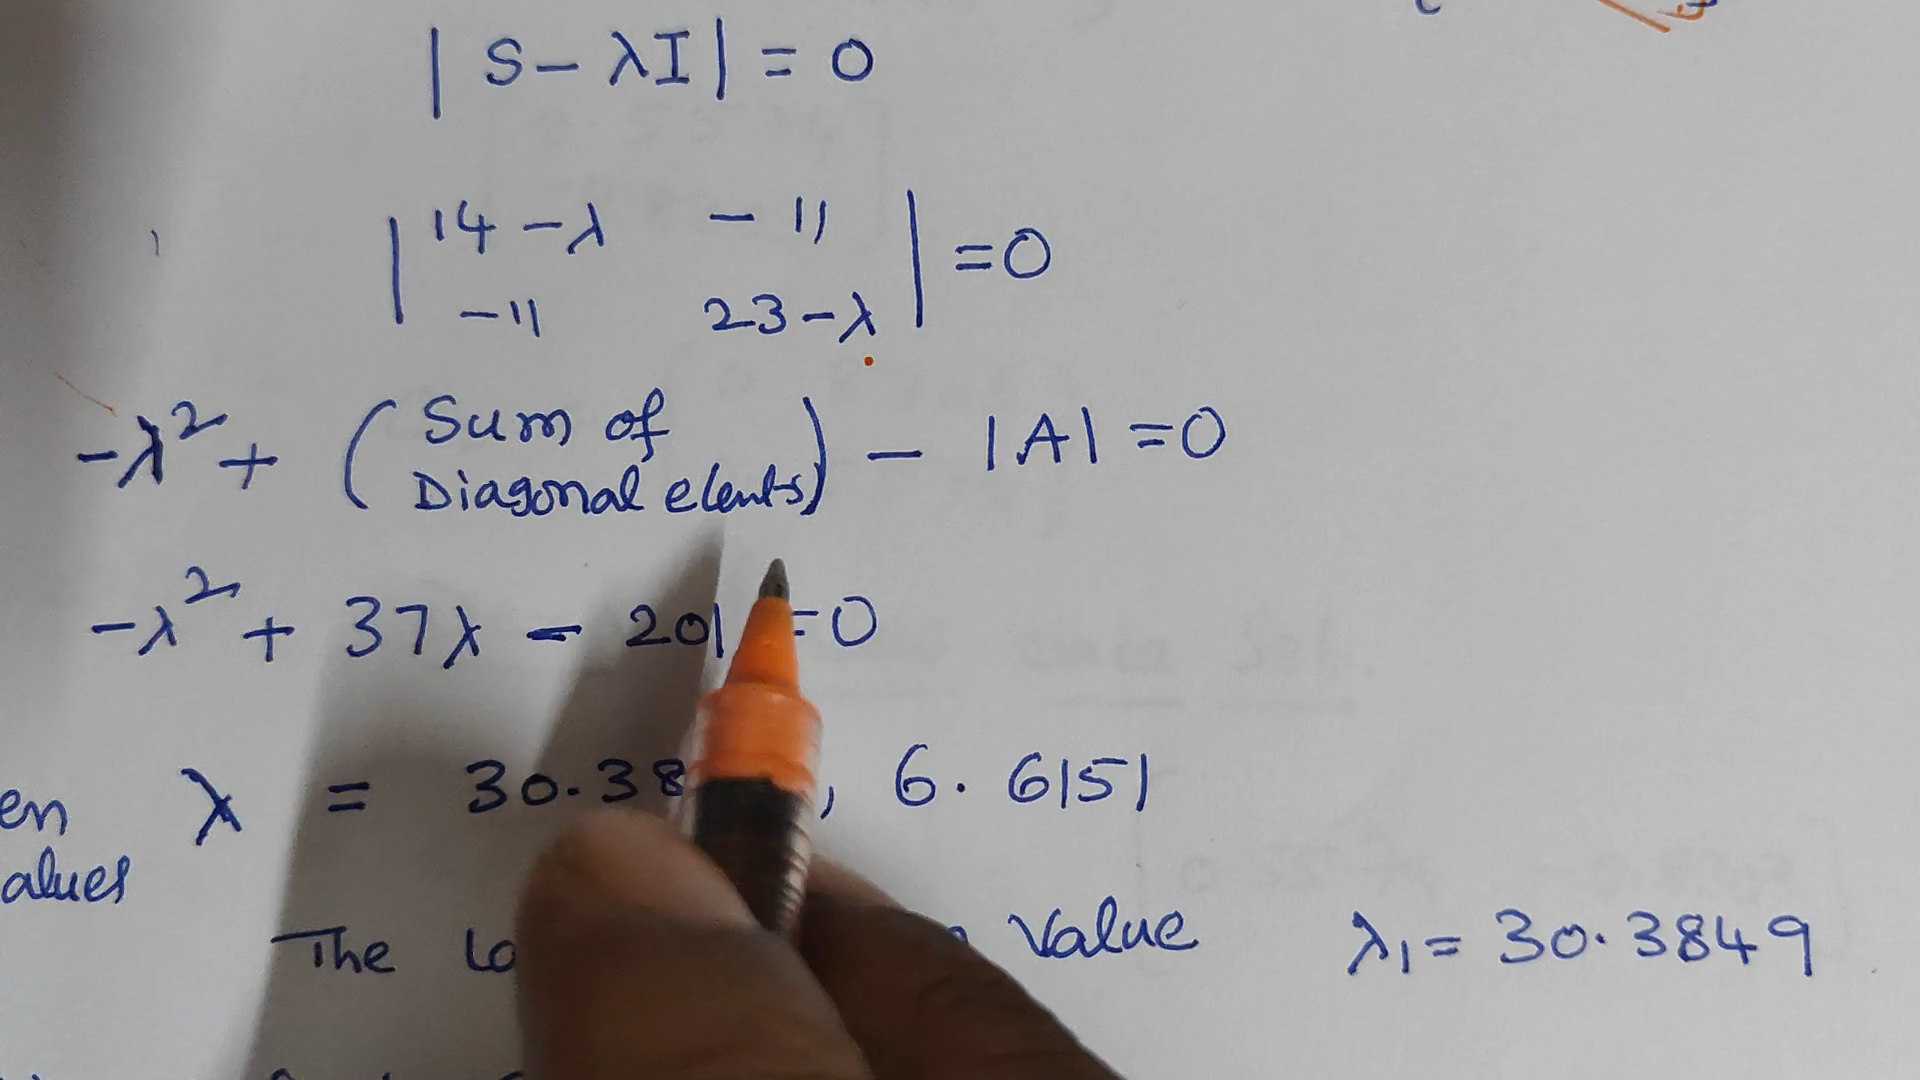 | S - λI | = 0
| 14 - λ   - 11 | = 0
- 11   23 - λ
-λ² + ( Sum of Diagonal elents) - |A| = 0
-λ² + 37λ - 201 = 0
en λ = 30.38 , 6.6151
alues
The Value λ₁ = 30.3849